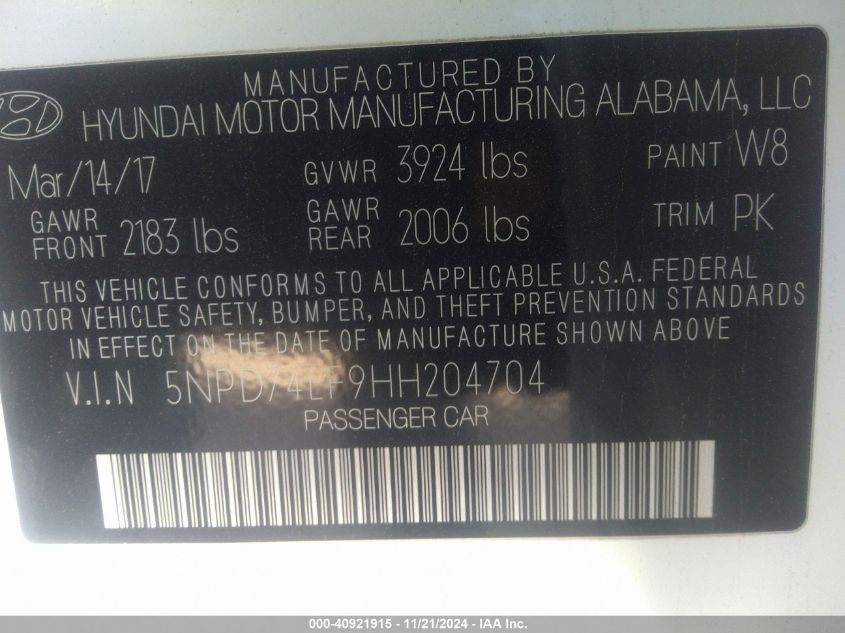 MANUFACTURED BY
HYUNDAI MOTOR MANUFACTURING ALABAMA, LLC
Mar/14/17 GVWR 3924 lbs PAINT W8
GAWR FRONT 2183 lbs GAWR REAR 2006 lbs TRIM PK
THIS VEHICLE CONFORMS TO ALL APPLICABLE U.S.A. FEDERAL
MOTOR VEHICLE SAFETY, BUMPER, AND THEFT PREVENTION STANDARDS
IN EFFECT ON THE DATE OF MANUFACTURE SHOWN ABOVE
V.I.N 5NPD74LF9HH204704
PASSENGER CAR
000-40921915 - 11/21/2024 - IAA Inc.